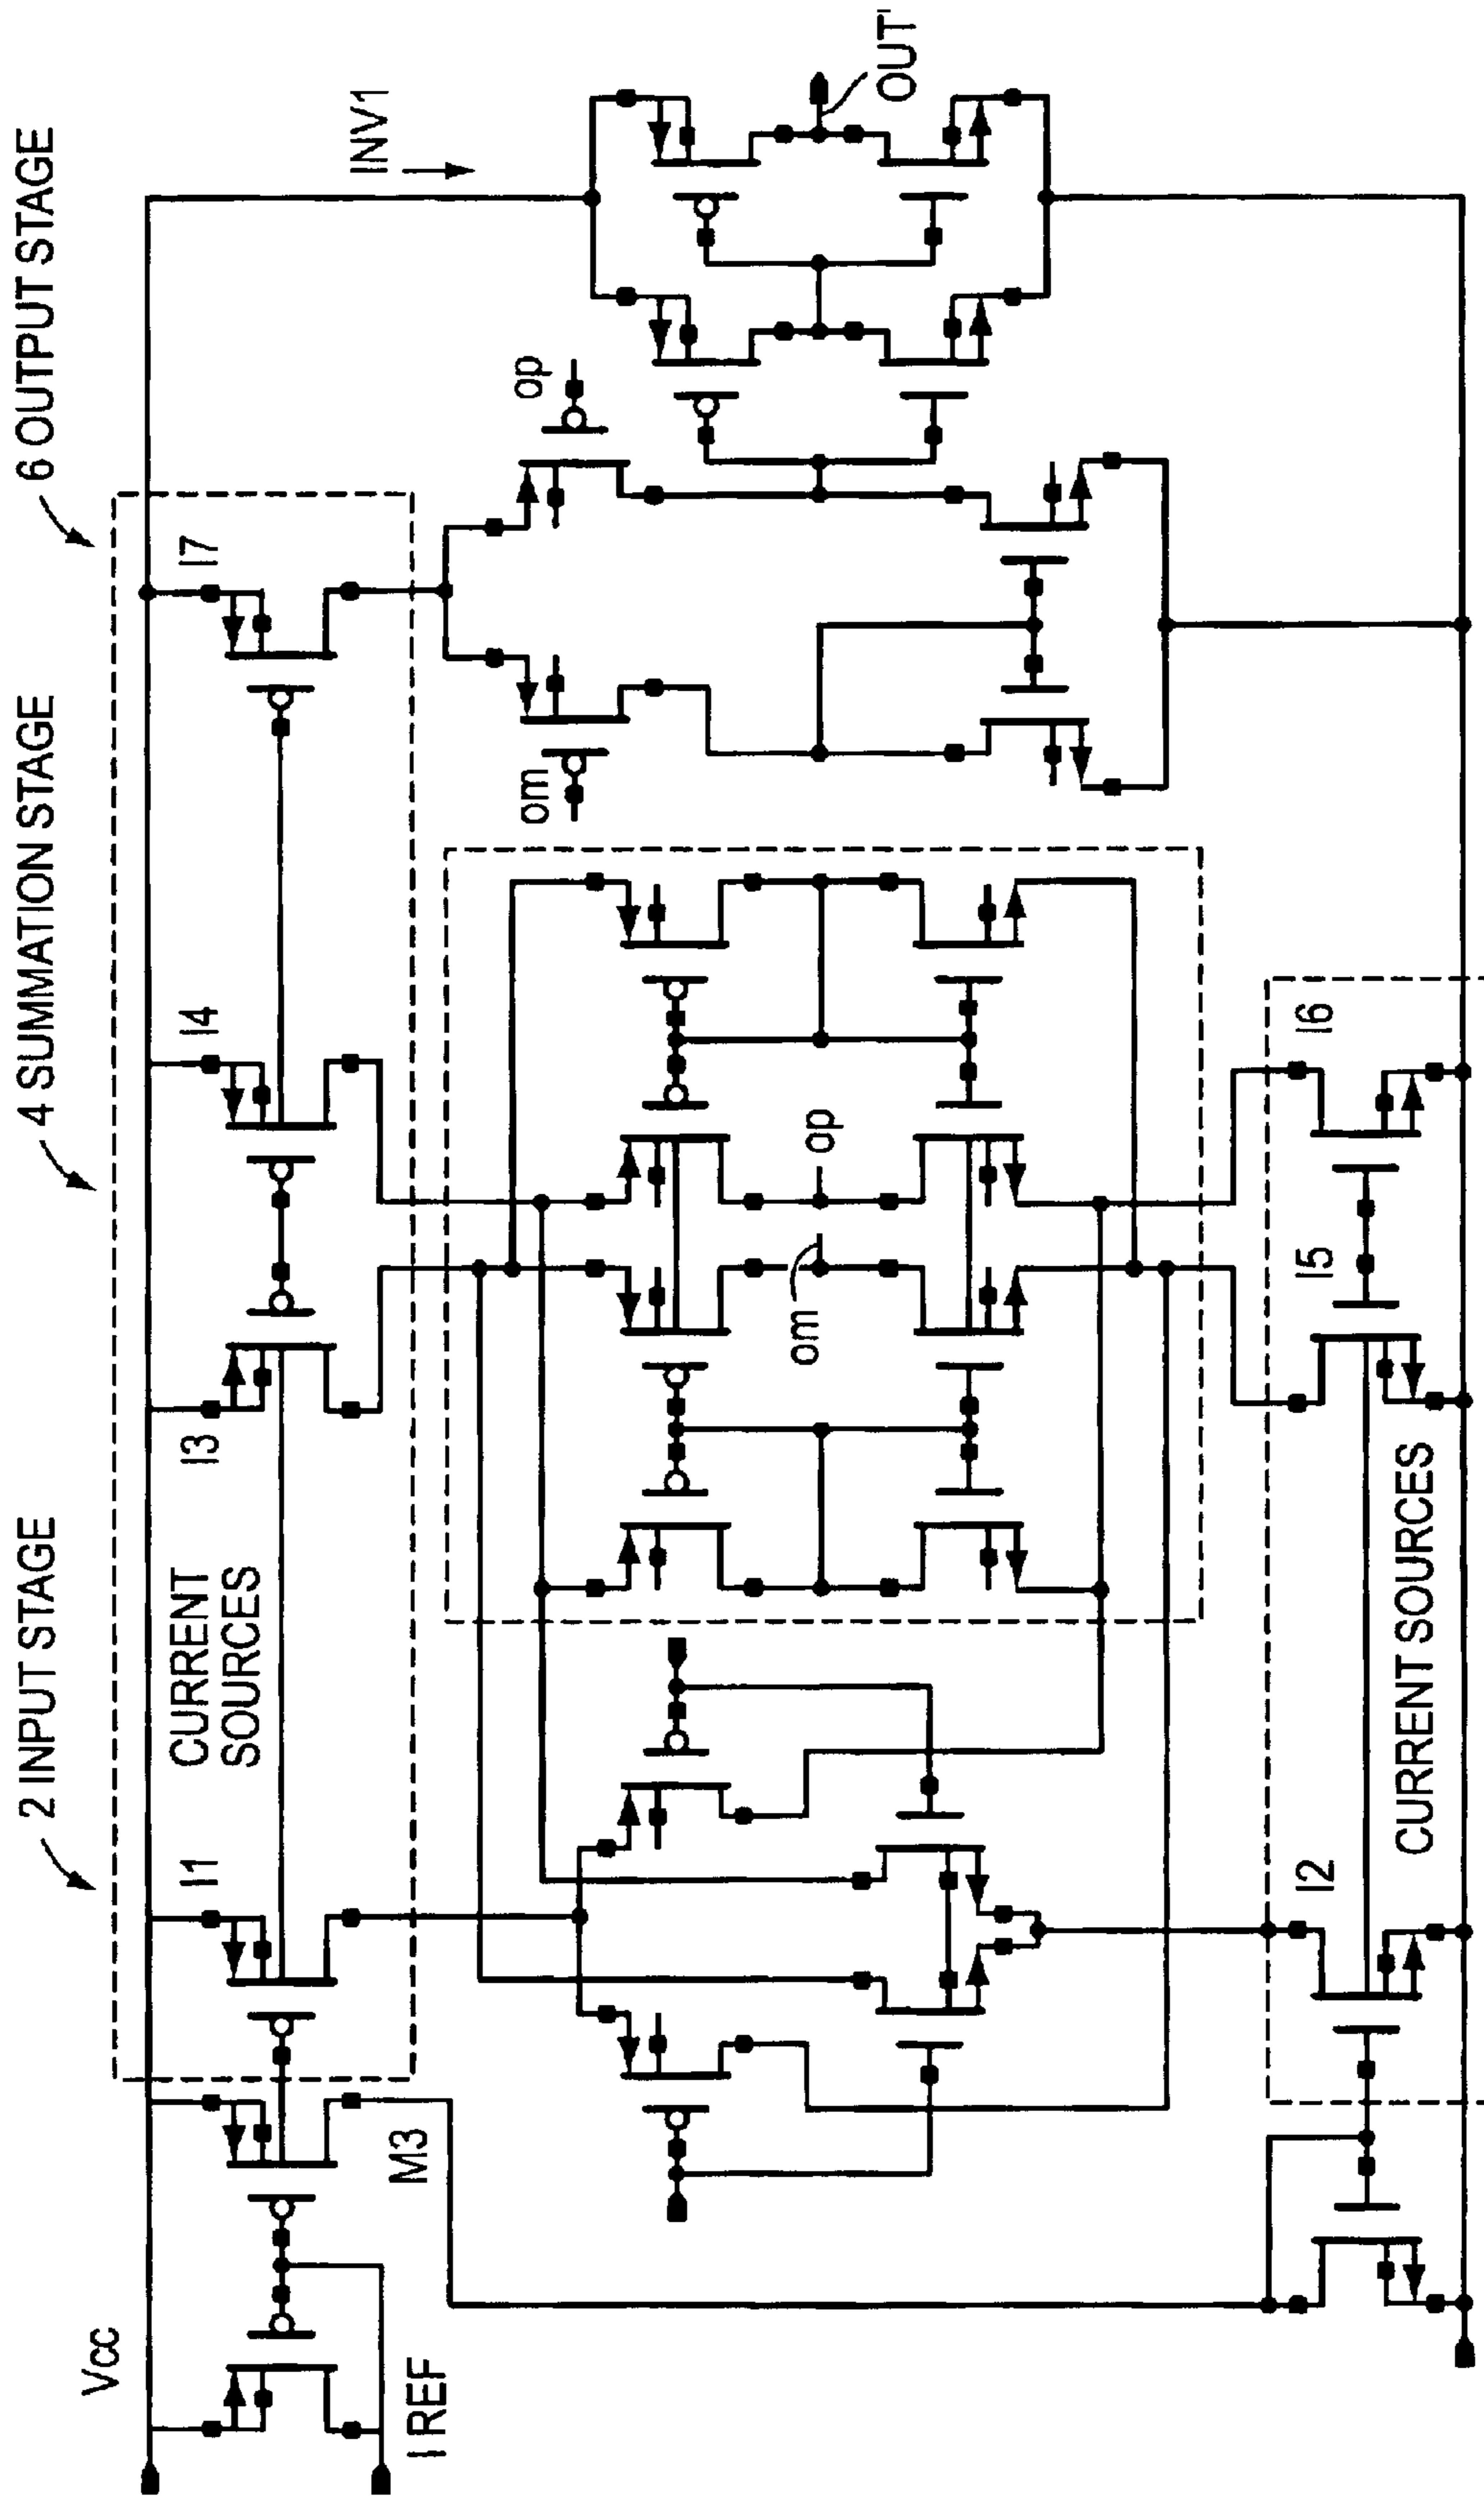 2 INPUT STAGE
4 SUMMATION STAGE
6 OUTPUT STAGE
Vcc
I1
I3
I4
I7
CURRENT
SOURCES
INV1
M3
I REF
om
op
om
op
OUT
I2
I5
I6
CURRENT SOURCES